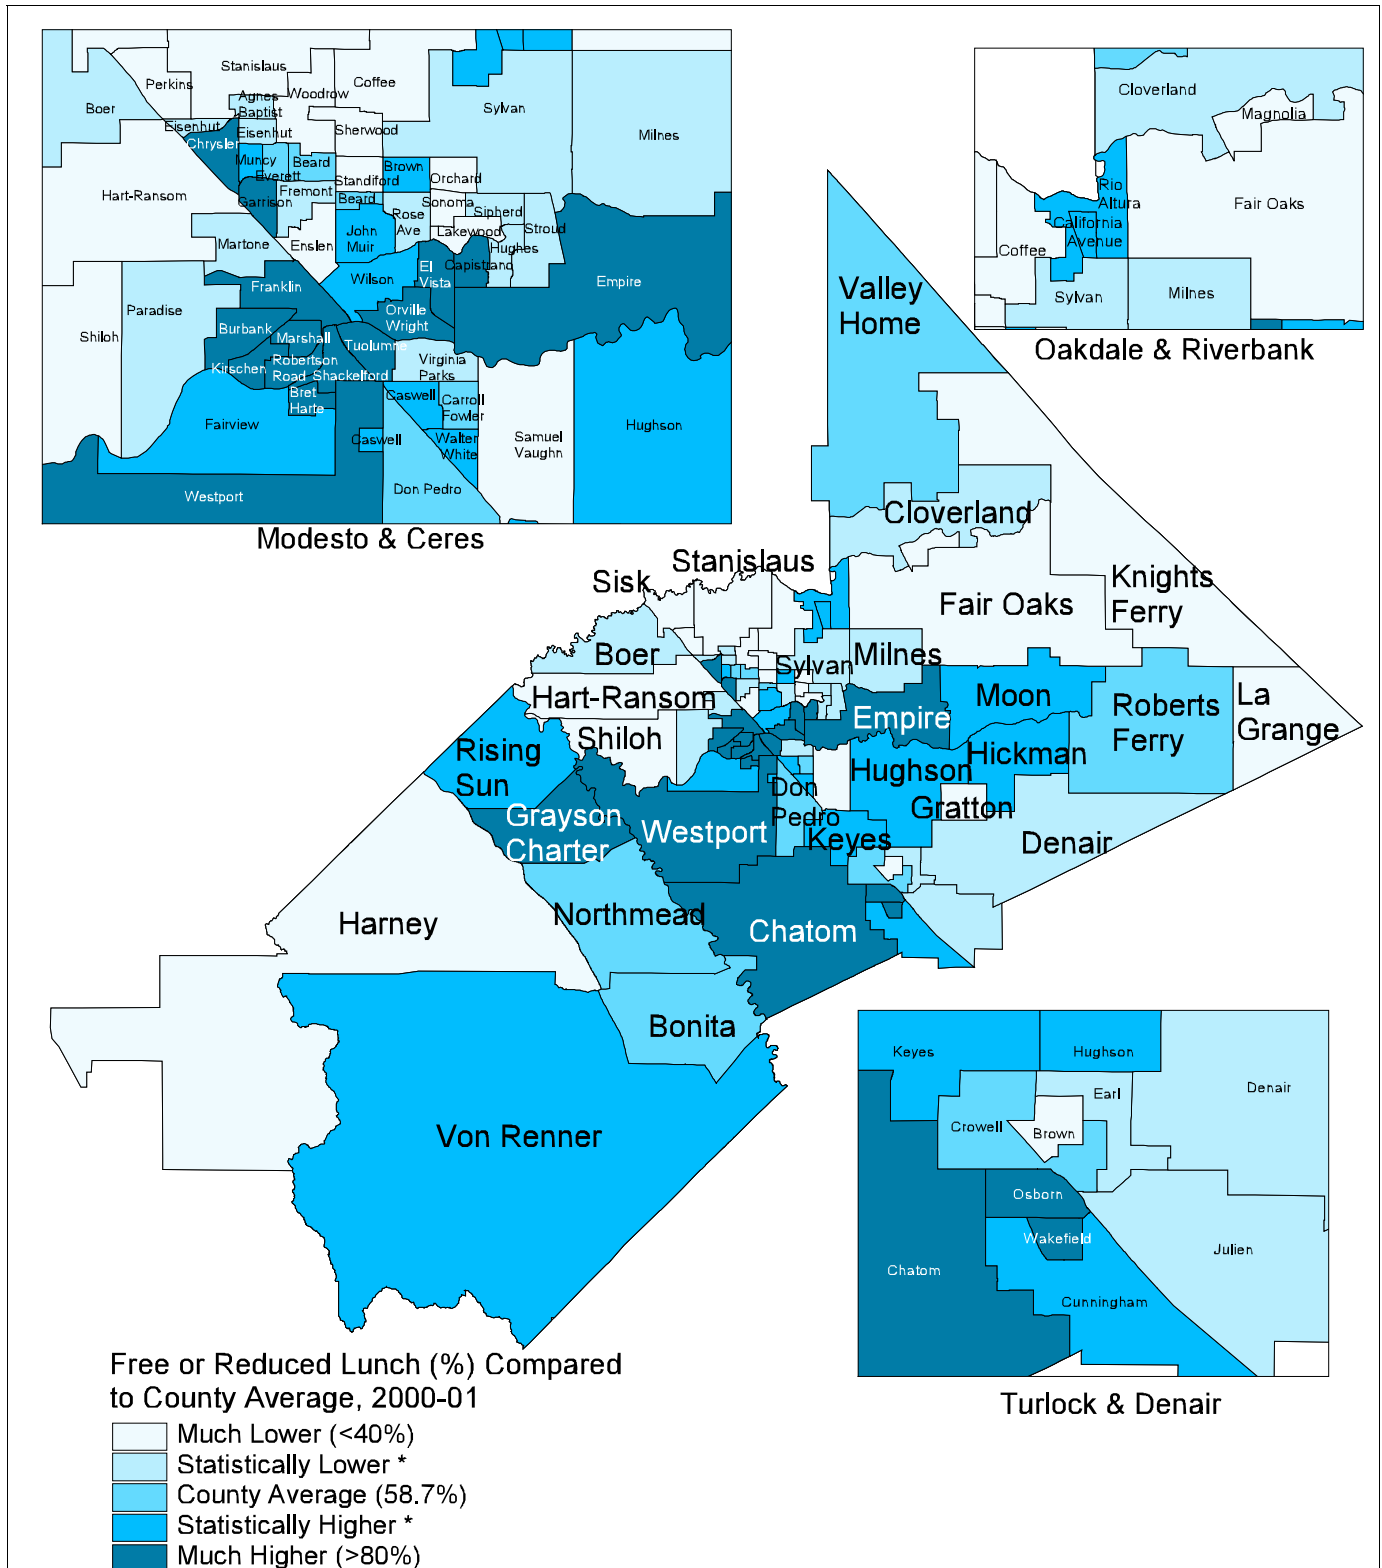 Stanislaus
Perkins
Coffee
Woodrow
Agnes
Baptist
Boer
Sylvan
Milnes
Eisenhut
Eisenhut
Sherwood
Chrysler
Muncy
Beard
Brown
Everett
Standiford
Orchard
Hart-Ransom
Fremont
Garrison
Beard
Sonoma
Rose
Ave
Sipherd
Martone
Enslen
John
Muir
Lakewood
Stroud
Hughes
El
Vista
Capistrano
Wilson
Empire
Franklin
Paradise
Orville
Wright
Burbank
Shiloh
Marshall
Tuolumne
Robertson
Road
Virginia
Parks
Kirschen
Shackelford
Bret
Harte
Caswell
Carroll
Fowler
Fairview
Caswell
Walter
White
Samuel
Vaughn
Hughson
Westport
Don Pedro
Modesto & Ceres
Cloverland
Magnolia
Rio
Altura
Fair Oaks
California
Avenue
Coffee
Sylvan
Milnes
Oakdale & Riverbank
Valley
Home
Cloverland
Stanislaus
Sisk
Knights
Ferry
Fair Oaks
Boer
Sylvan
Milnes
Hart-Ransom
Moon
La
Grange
Roberts
Ferry
Empire
Shiloh
Rising
Sun
Hickman
Hughson
Don
Pedro
Gratton
Grayson
Charter
Westport
Keyes
Denair
Harney
Northmead
Chatom
Bonita
Von Renner
Keyes
Hughson
Denair
Earl
Crowell
Brown
Osborn
Wakefield
Julien
Chatom
Cunningham
Turlock & Denair
Free or Reduced Lunch (%) Compared
to County Average, 2000-01
Much Lower (<40%)
Statistically Lower *
County Average (58.7%)
Statistically Higher *
Much Higher (>80%)